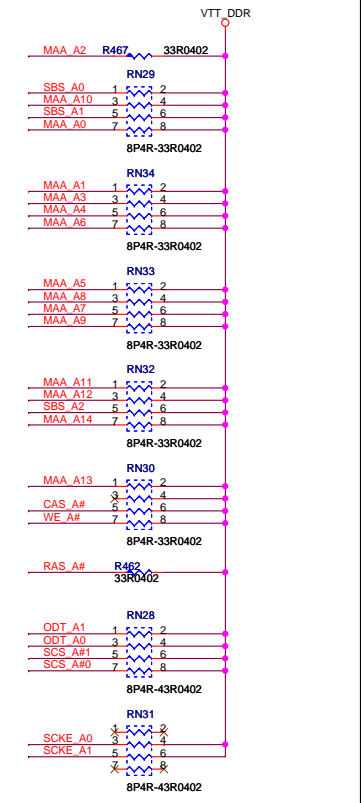 VTT_DDR
MAA_A2 R467 33R0402
RN29
SBS_A0 1 2
MAA_A10 3 4
SBS_A1 5 6
MAA_A0 7 8
8P4R-33R0402
RN34
MAA_A1 1 2
MAA_A3 3 4
MAA_A4 5 6
MAA_A6 7 8
8P4R-33R0402
RN33
MAA_A5 1 2
MAA_A8 3 4
MAA_A7 5 6
MAA_A9 7 8
8P4R-33R0402
RN32
MAA_A11 1 2
MAA_A12 3 4
SBS_A2 5 6
MAA_A14 7 8
8P4R-33R0402
RN30
MAA_A13 1 2
3 4
CAS_A# 5 6
WE_A# 7 8
8P4R-33R0402
RAS_A# R462
33R0402
RN28
ODT_A1 1 2
ODT_A0 3 4
SCS_A#1 5 6
SCS_A#0 7 8
8P4R-43R0402
RN31
1 2
SCKE_A0 3 4
SCKE_A1 5 6
7 8
8P4R-43R0402